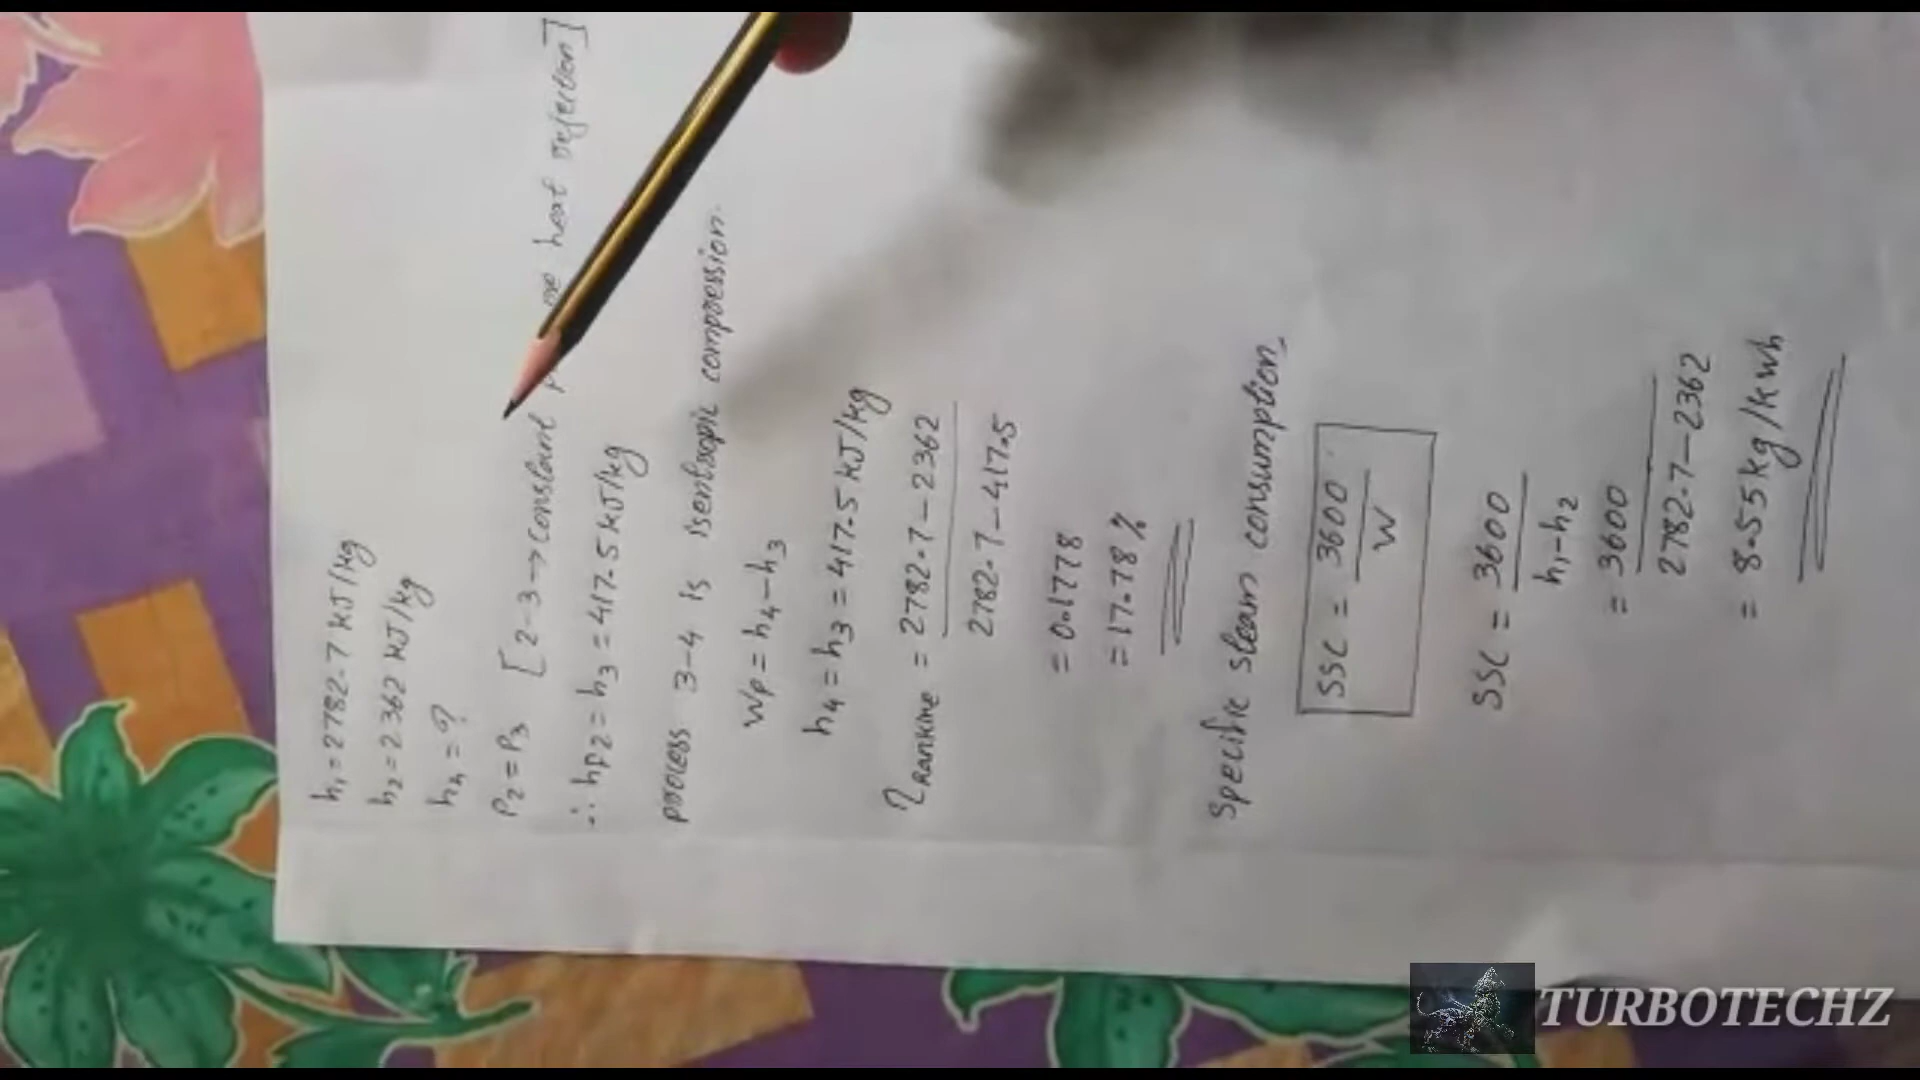 h₁ = 2782.7 kJ/kg
h₂ = 2362 kJ/kg
h₄ = ?
P₂ = P₃ [2-3 → constant heat rejection]
∴ hf₂ = h₃ = 417.5 kJ/kg
process 3-4 is isentropic compression.
Wp = h₄ - h₃
h₄ = h₃ = 417.5 kJ/kg
ηRankine = 2782.7 - 2362
2782.7 - 417.5
= 0.1778
= 17.78 %
Specific steam consumption
SSC = 3600
W
SSC = 3600
h₁-h₂
= 3600
2782.7-2362
= 8.55 kg/kwh
TURBOTECHZ